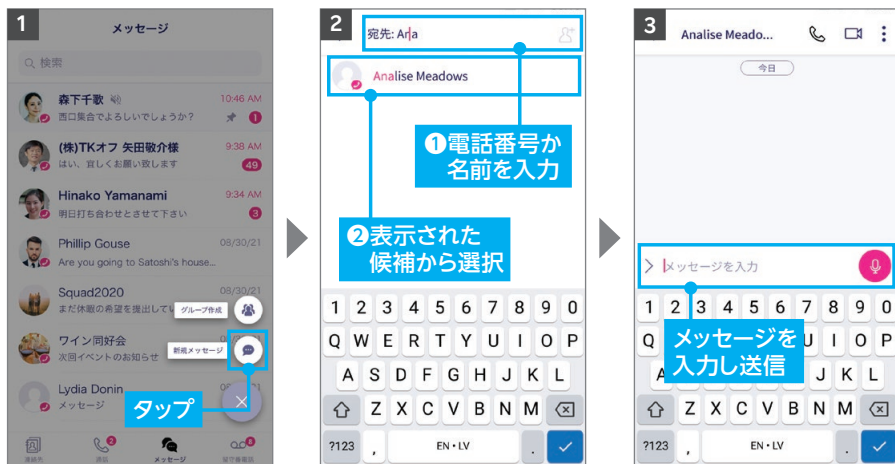 1
メッセージ
検索
森下千歌
10:46 AM
西口集合でよろしいでしょうか?
1
(株)TKオフ 矢田敬介様
9:38 AM
はい、宜しくお願い致します
49
Hinako Yamanami
9:34 AM
明日打ち合わせとさせて下さい
3
Phillip Gouse
08/30/21
Are you going to Satoshi's house...
Squad2020
08/30/21
まだ休暇の希望を提出してい
グループ作成
ワイン同好会
次回イベントのお知らせ
新規メッセージ
Lydia Donin
メッセージ
タップ
連絡先
通話
2
メッセージ
留守番電話
8
2
宛先: Ana
Analise Meadows
❶電話番号か
名前を入力
❷表示された
候補から選択
1 2 3 4 5 6 7 8 9 0
Q W E R T Y U I O P
A S D F G H J K L
Z X C V B N M
?123 , EN • LV .
3
Analise Meado...
今日
メッセージを入力
1 2 3 4 5 6 7 8 9 0
Q U I O P
メッセージを
入力し送信
A J K L
Z X C V B N M
?123 , EN • LV .